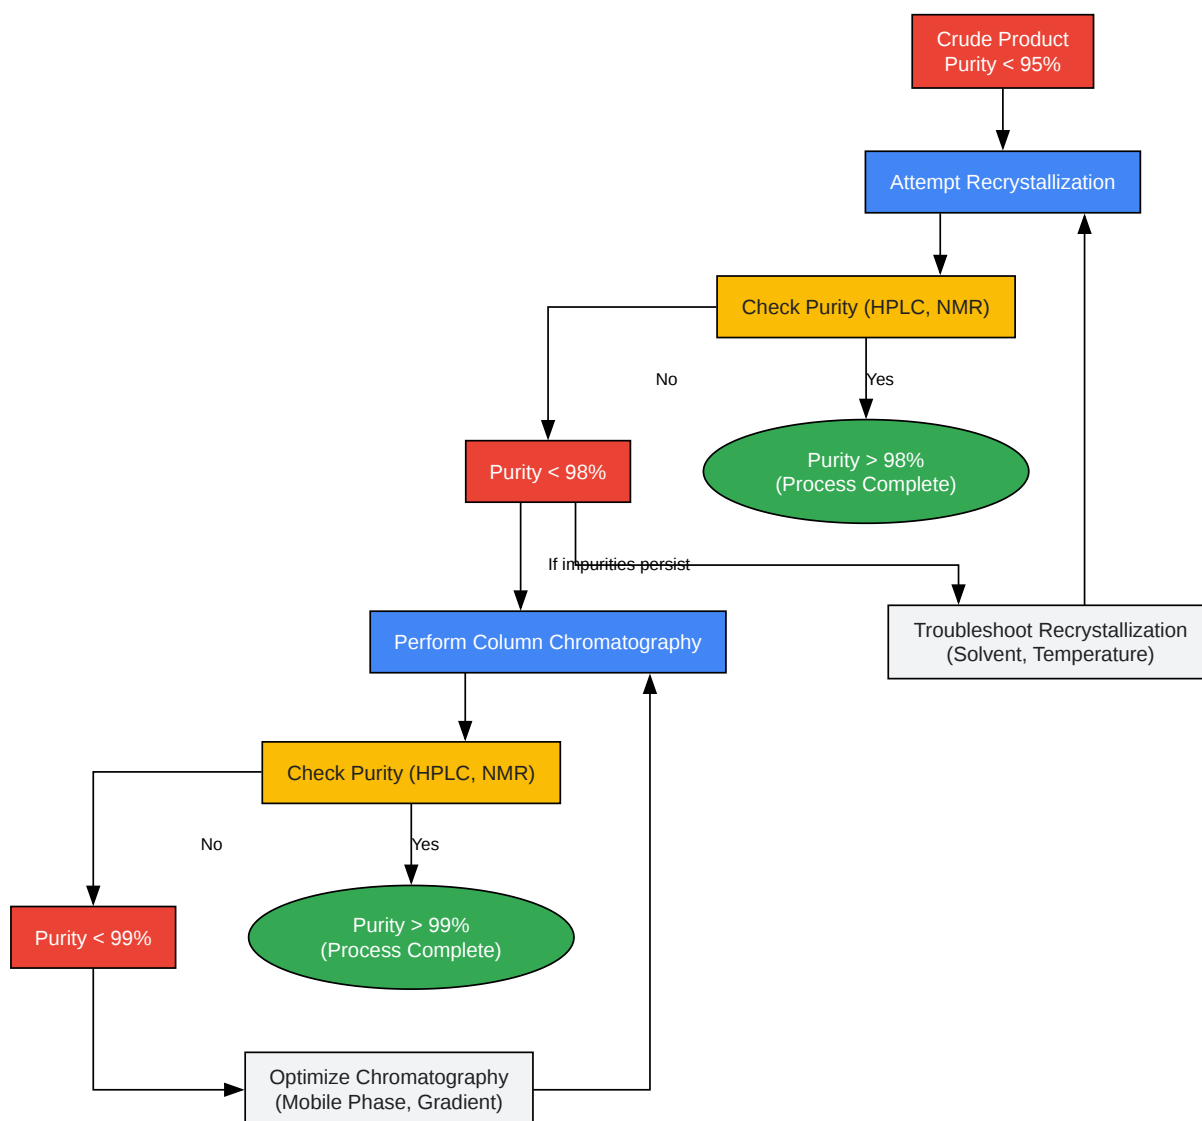 Crude Product
Purity < 95%
Attempt Recrystallization
Check Purity (HPLC, NMR)
No
Yes
Purity < 98%
Purity > 98%
(Process Complete)
If impurities persist
Perform Column Chromatography
Troubleshoot Recrystallization
(Solvent, Temperature)
Check Purity (HPLC, NMR)
No
Yes
Purity < 99%
Purity > 99%
(Process Complete)
Optimize Chromatography
(Mobile Phase, Gradient)